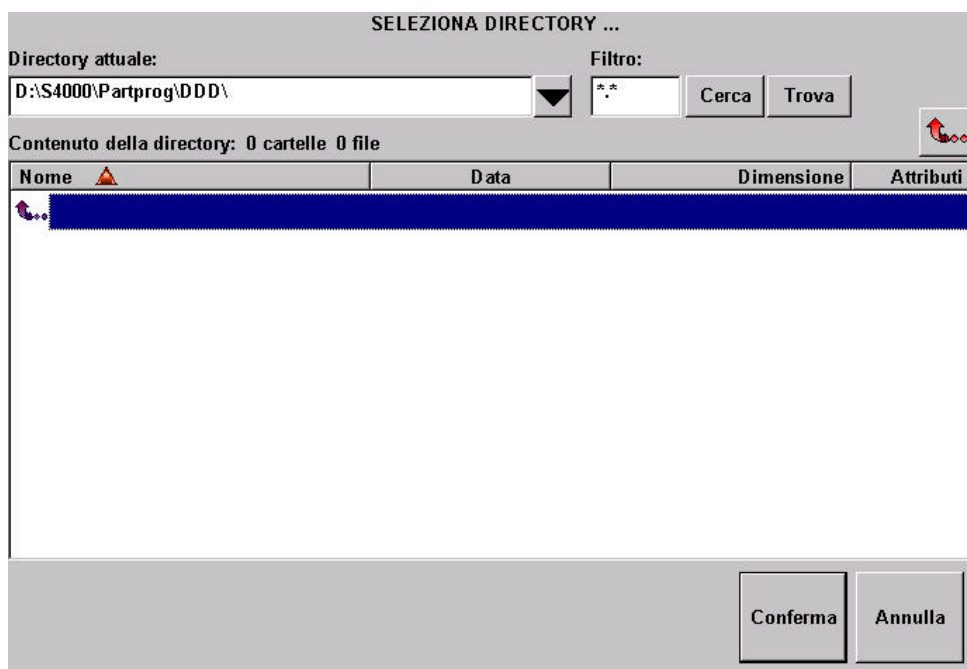 SELEZIONA DIRECTORY ...
Directory attuale: Filtro:
D:\S4000\Partprog\DDD\ *.* Cerca Trova
Contenuto della directory: 0 cartelle 0 file
Nome Data Dimensione Attributi
Conferma Annulla